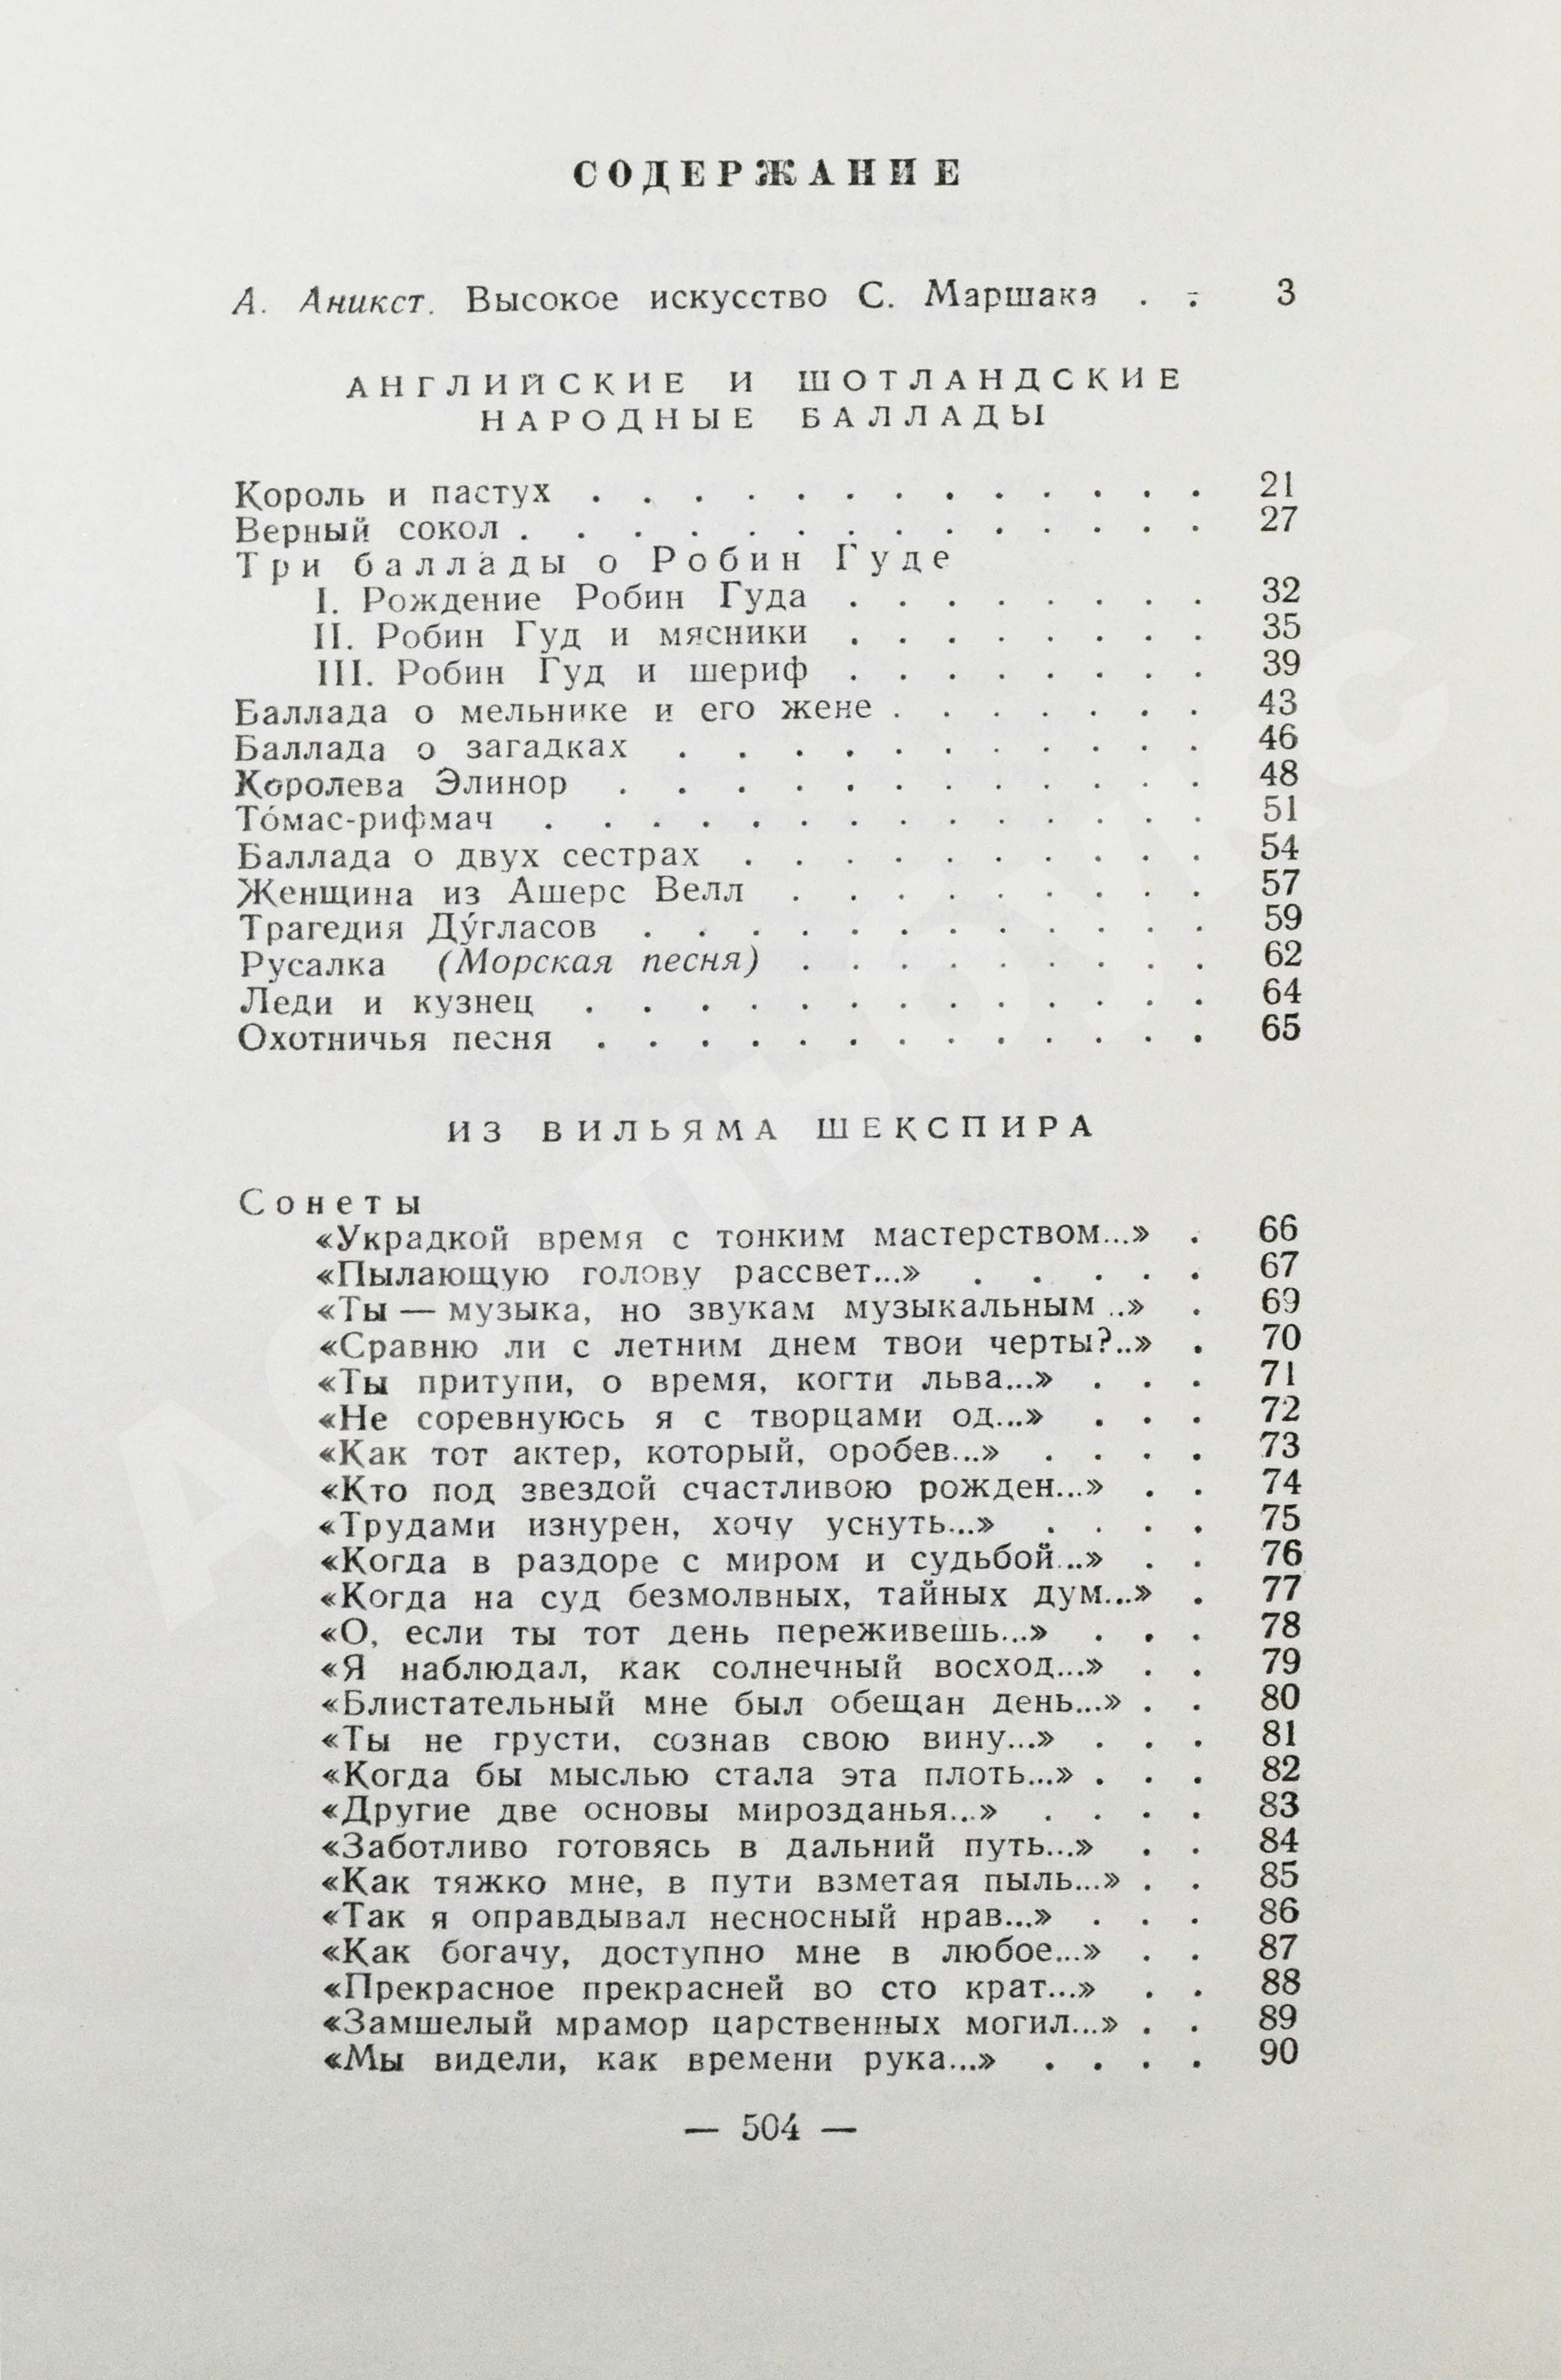 СОДЕРЖАНИЕ
А. Аникст. Высокое искусство С. Маршака . . 3
АНГЛИЙСКИЕ И ШОТЛАНДСКИЕ
НАРОДНЫЕ БАЛЛАДЫ
Король и пастух . . . . . . . . . . . . . 21
Верный сокол . . . . . . . . . . . . . . 27
Три баллады о Робин Гуде
I. Рождение Робин Гуда . . . . . . . . 32
II. Робин Гуд и мясники . . . . . . . . 35
III. Робин Гуд и шериф . . . . . . . . 39
Баллада о мельнике и его жене . . . . . . . 43
Баллада о загадках . . . . . . . . . . . 46
Королева Элинор . . . . . . . . . . . . 48
То́мас-рифмач . . . . . . . . . . . . . . 51
Баллада о двух сестрах . . . . . . . . . . 54
Женщина из Ашерс Велл . . . . . . . . . 57
Трагедия Ду́гласов . . . . . . . . . . . . 59
Русалка (Морская песня) . . . . . . . . . 62
Леди и кузнец . . . . . . . . . . . . . 64
Охотничья песня . . . . . . . . . . . . . 65
ИЗ ВИЛЬЯМА ШЕКСПИРА
Сонеты
«Украдкой время с тонким мастерством...» . 66
«Пылающую голову рассвет...» . . . . . 67
«Ты — музыка, но звукам музыкальным ..» . 69
«Сравню ли с летним днем твои черты?..» . 70
«Ты притупи, о время, когти льва...» . . . 71
«Не соревнуюсь я с творцами од...» . . . 72
«Как тот актер, который, оробев...» . . . . 73
«Кто под звездой счастливою рожден...» . . 74
«Трудами изнурен, хочу уснуть...» . . . . 75
«Когда в раздоре с миром и судьбой...» . . 76
«Когда на суд безмолвных, тайных дум...» . 77
«О, если ты тот день переживешь...» . . . 78
«Я наблюдал, как солнечный восход...» . . 79
«Блистательный мне был обещан день...» . . 80
«Ты не грусти, сознав свою вину...» . . . 81
«Когда бы мыслью стала эта плоть...» . . . 82
«Другие две основы мирозданья...» . . . . 83
«Заботливо готовясь в дальний путь...» . . 84
«Как тяжко мне, в пути взметая пыль...» . . 85
«Так я оправдывал несносный нрав...» . . . 86
«Как богачу, доступно мне в любое...» . . 87
«Прекрасное прекрасней во сто крат...» . . 88
«Замшелый мрамор царственных могил...» . . 89
«Мы видели, как времени рука...» . . . . 90
— 504 —